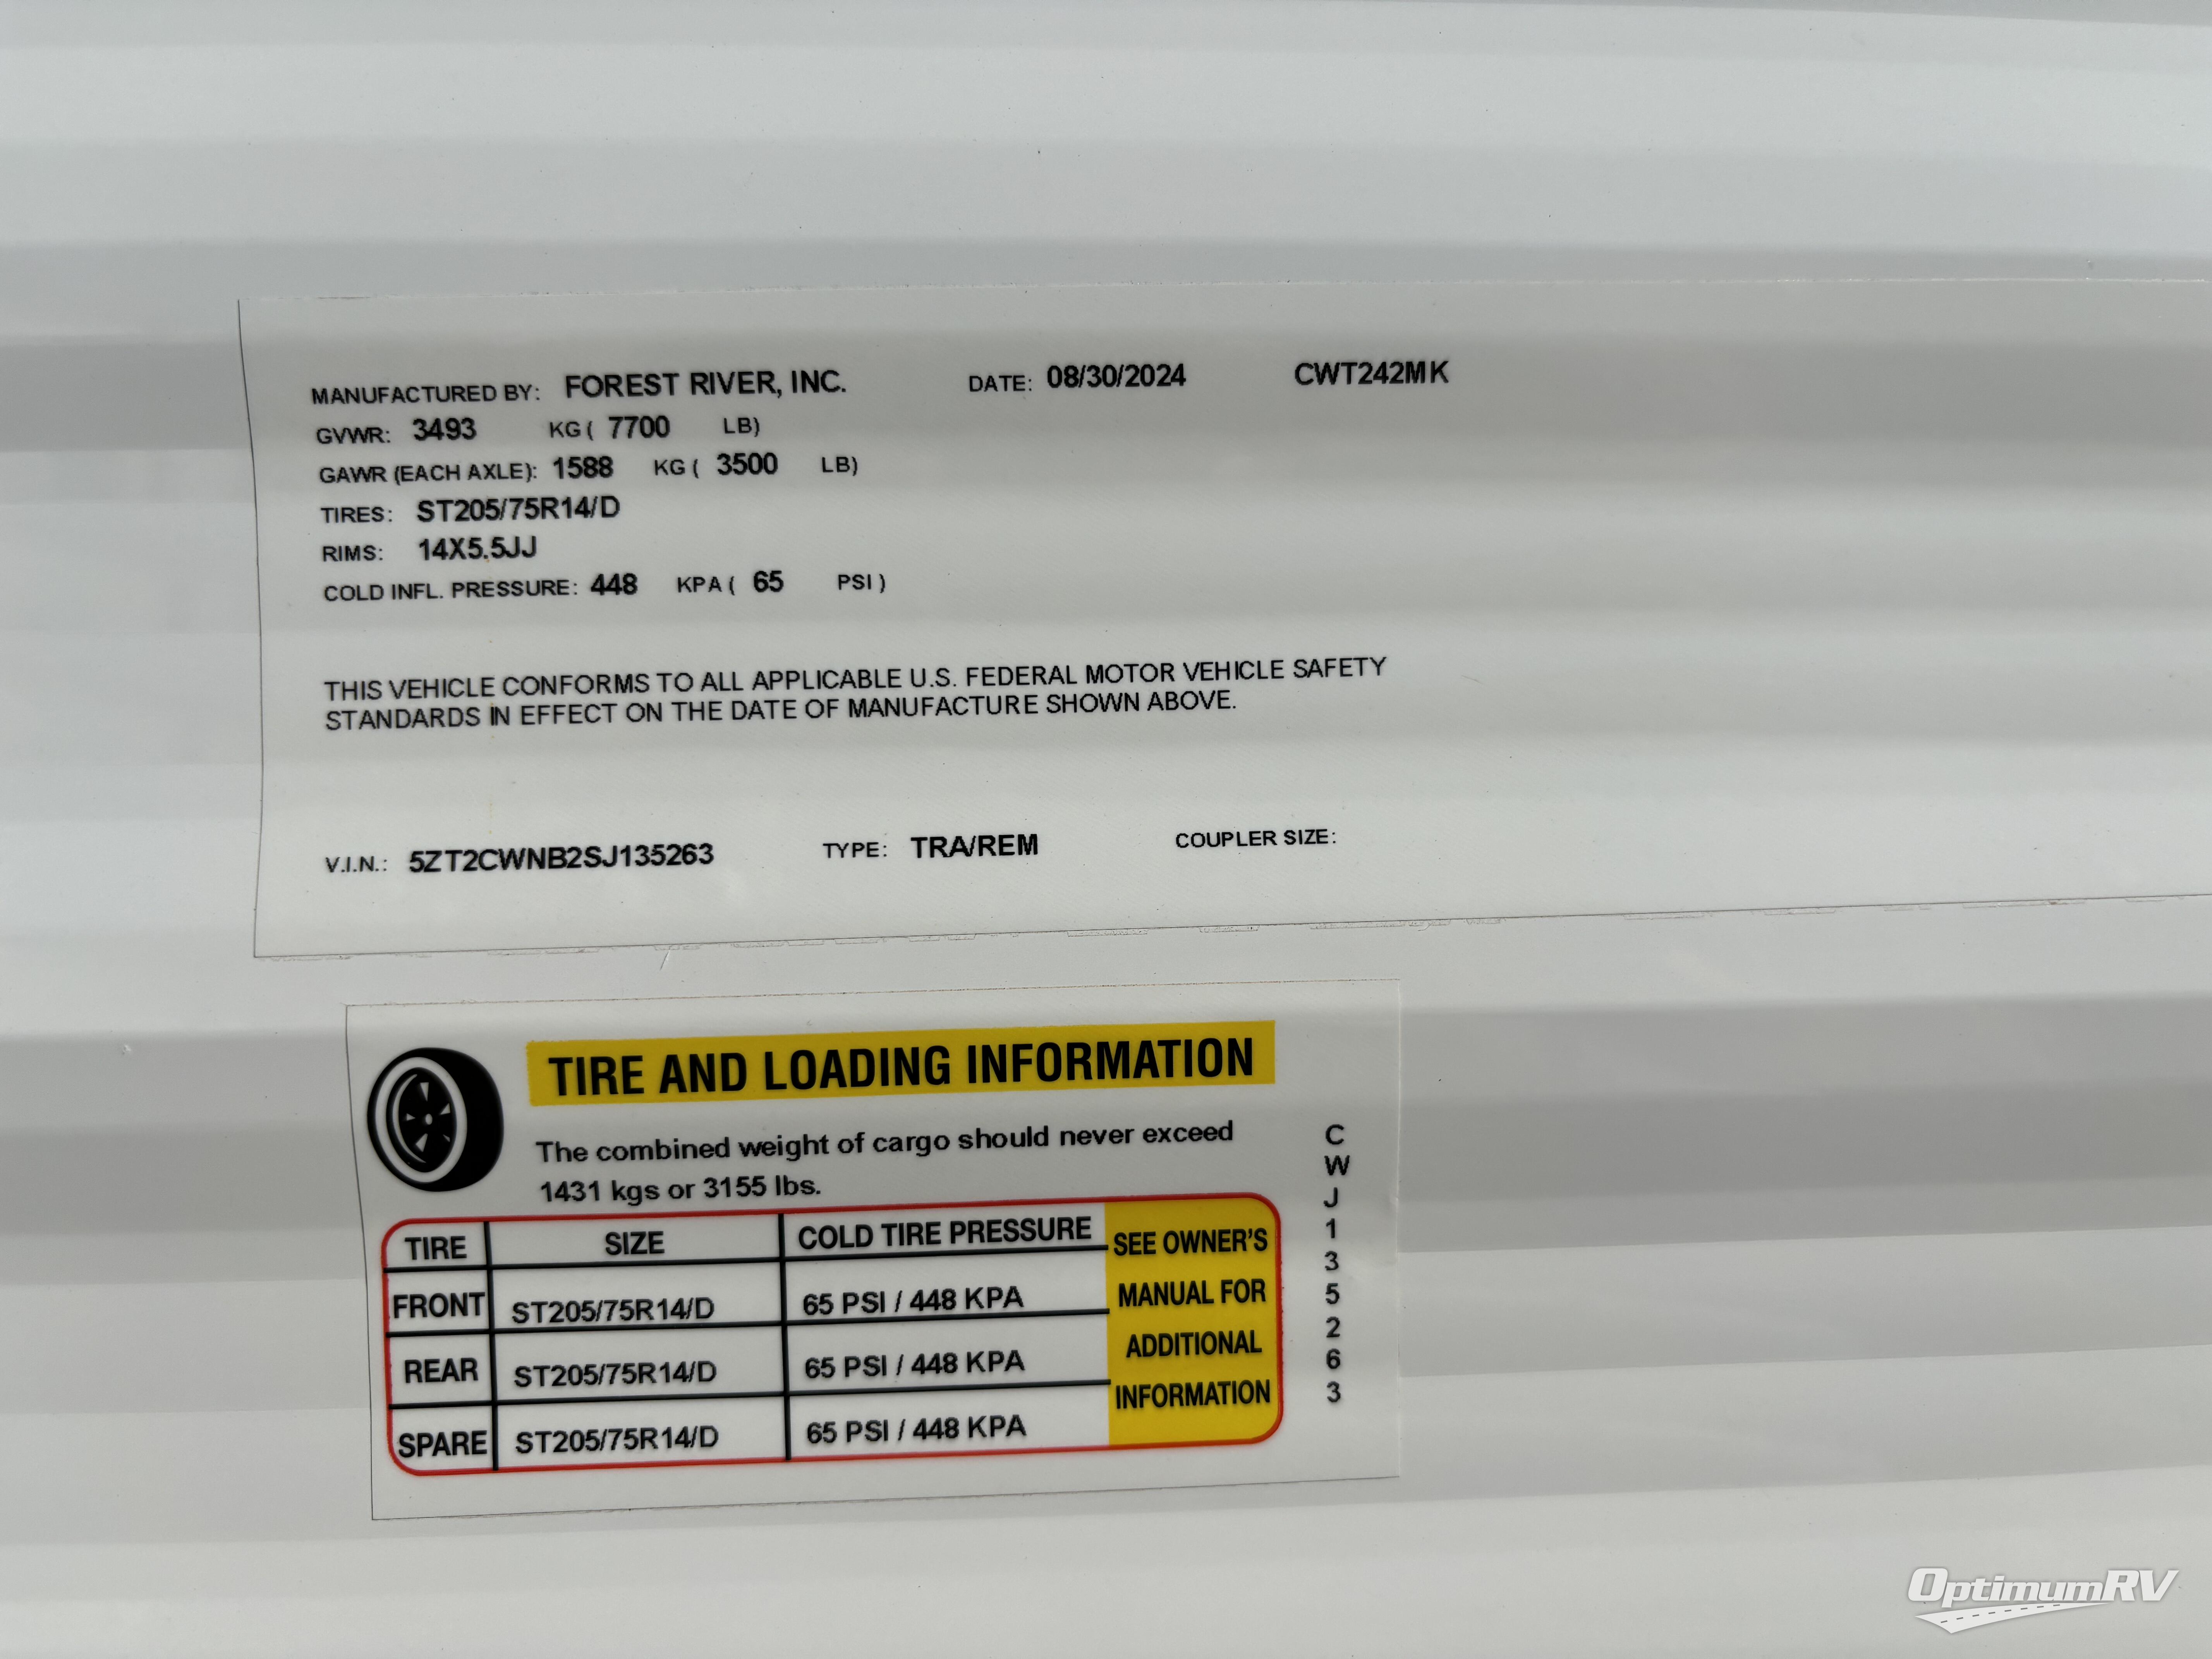 MANUFACTURED BY: FOREST RIVER, INC. DATE: 08/30/2024 CWT242MK
GVWR: 3493 KG ( 7700 LB)
GAWR (EACH AXLE): 1588 KG ( 3500 LB)
TIRES: ST205/75R14/D
RIMS: 14X5.5JJ
COLD INFL. PRESSURE: 448 KPA ( 65 PSI )
THIS VEHICLE CONFORMS TO ALL APPLICABLE U.S. FEDERAL MOTOR VEHICLE SAFETY
STANDARDS IN EFFECT ON THE DATE OF MANUFACTURE SHOWN ABOVE.
V.I.N.: 5ZT2CWNB2SJ135263 TYPE: TRA/REM COUPLER SIZE:
TIRE AND LOADING INFORMATION
The combined weight of cargo should never exceed
1431 kgs or 3155 lbs.
TIRE SIZE COLD TIRE PRESSURE
FRONT ST205/75R14/D 65 PSI / 448 KPA
REAR ST205/75R14/D 65 PSI / 448 KPA
SPARE ST205/75R14/D 65 PSI / 448 KPA
SEE OWNER'S
MANUAL FOR
ADDITIONAL
INFORMATION
C
W
J
1
3
5
2
6
3
OptimumRV